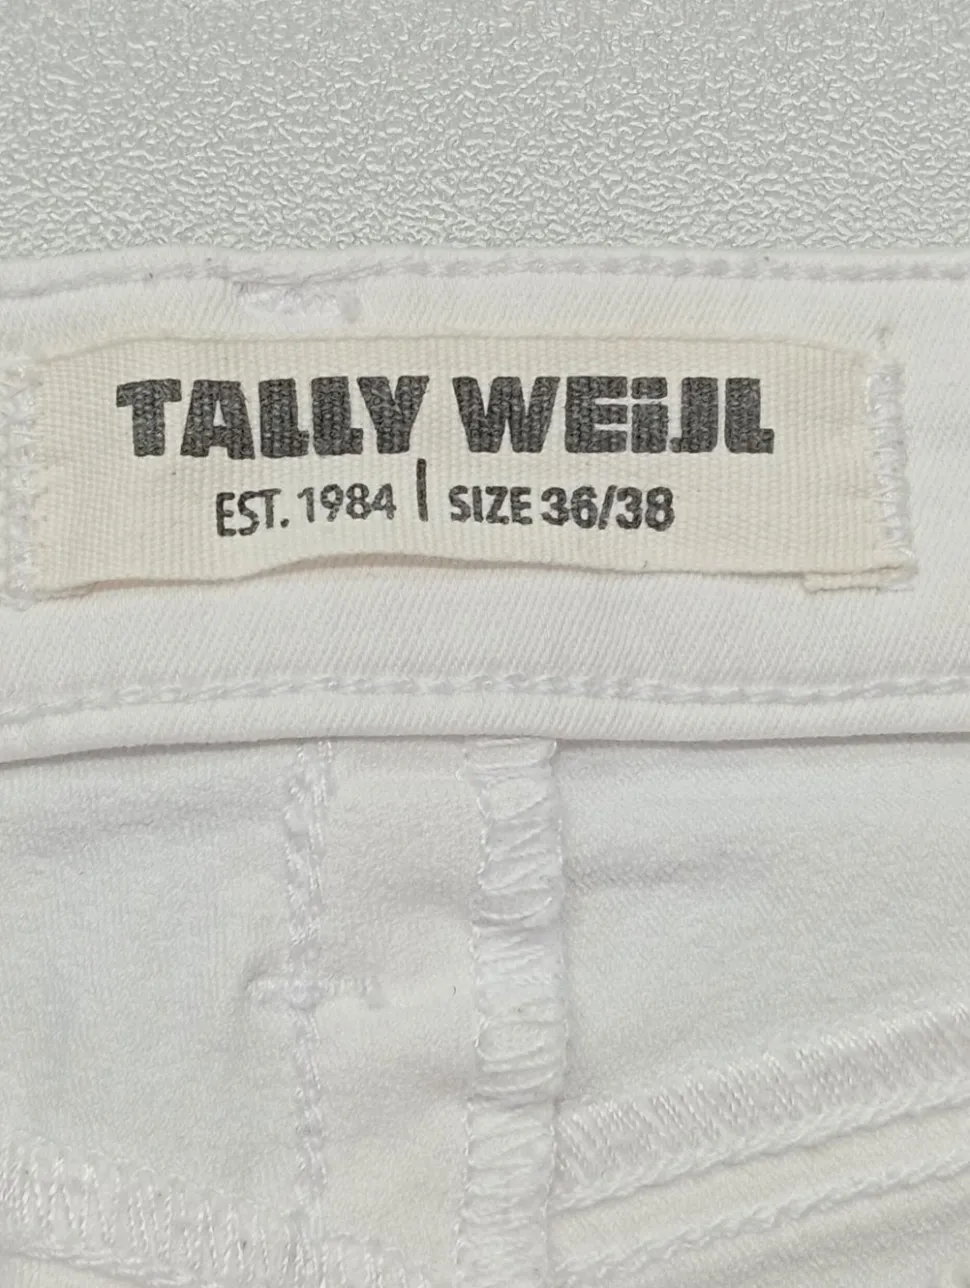 TALLY WEiJL
EST. 1984 | SIZE 36/38